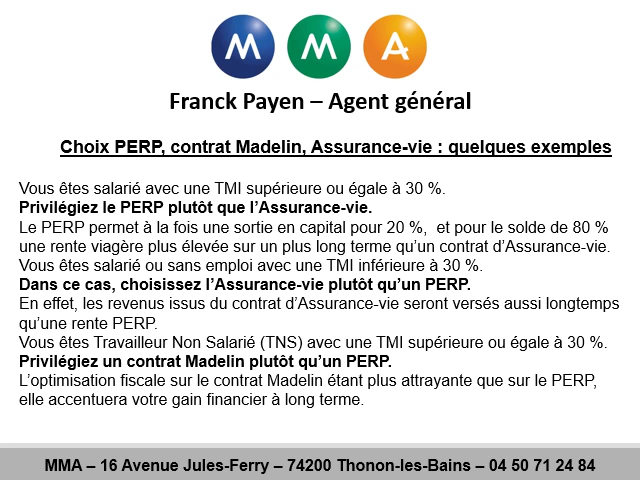 M M A
Franck Payen – Agent général
Choix PERP, contrat Madelin, Assurance-vie : quelques exemples
Vous êtes salarié avec une TMI supérieure ou égale à 30 %.
Privilégiez le PERP plutôt que l’Assurance-vie.
Le PERP permet à la fois une sortie en capital pour 20 %,  et pour le solde de 80 %
une rente viagère plus élevée sur un plus long terme qu’un contrat d’Assurance-vie.
Vous êtes salarié ou sans emploi avec une TMI inférieure à 30 %.
Dans ce cas, choisissez l’Assurance-vie plutôt qu’un PERP.
En effet, les revenus issus du contrat d’Assurance-vie seront versés aussi longtemps
qu’une rente PERP.
Vous êtes Travailleur Non Salarié (TNS) avec une TMI supérieure ou égale à 30 %.
Privilégiez un contrat Madelin plutôt qu’un PERP.
L’optimisation fiscale sur le contrat Madelin étant plus attrayante que sur le PERP,
elle accentuera votre gain financier à long terme.
MMA – 16 Avenue Jules-Ferry – 74200 Thonon-les-Bains – 04 50 71 24 84